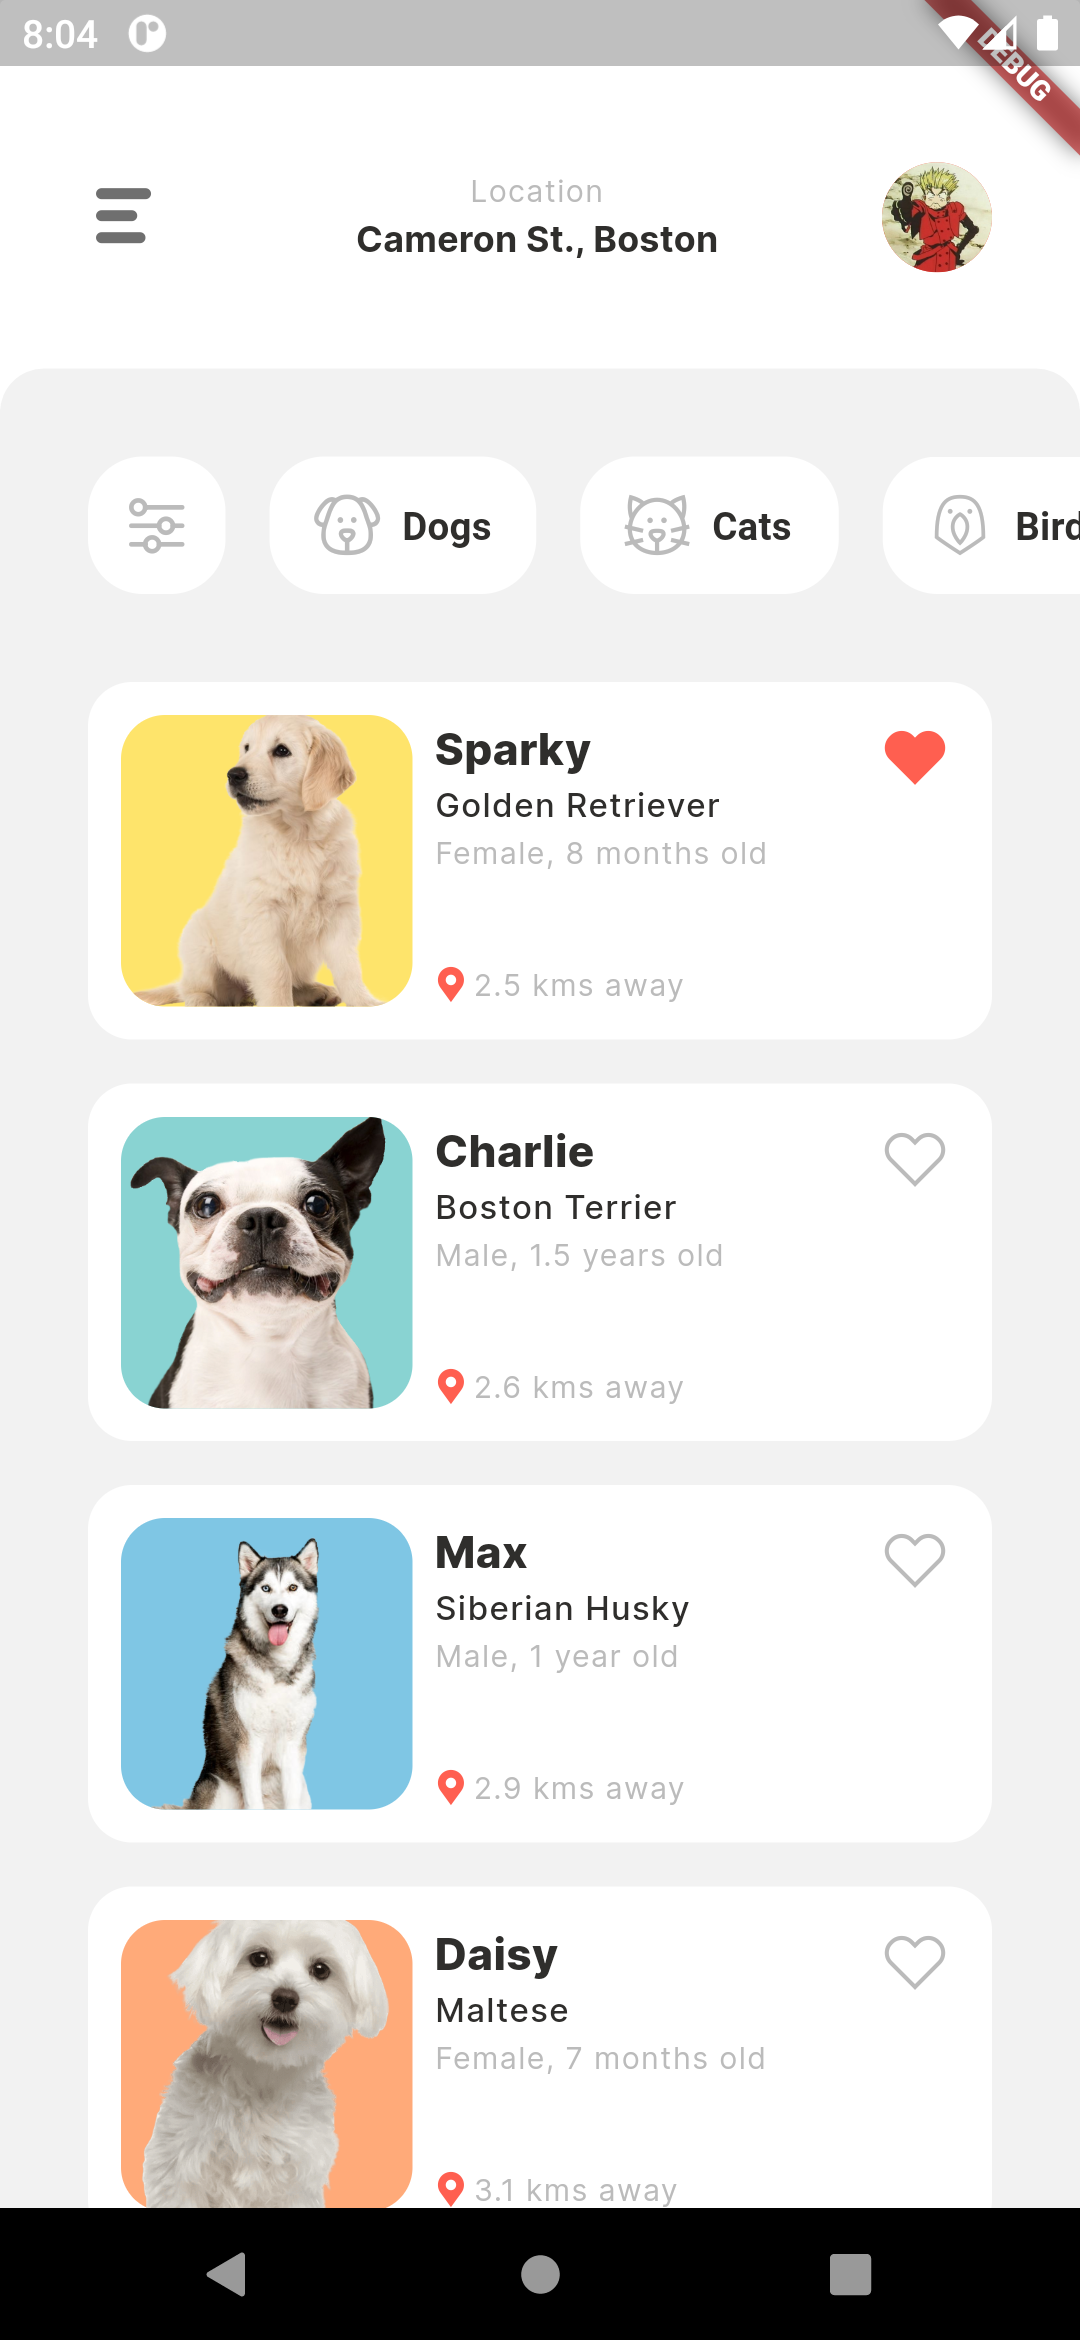 8:04
DEBUG
Location
Cameron St., Boston
Dogs
Cats
Bird
Sparky
Golden Retriever
Female, 8 months old
2.5 kms away
Charlie
Boston Terrier
Male, 1.5 years old
2.6 kms away
Max
Siberian Husky
Male, 1 year old
2.9 kms away
Daisy
Maltese
Female, 7 months old
3.1 kms away